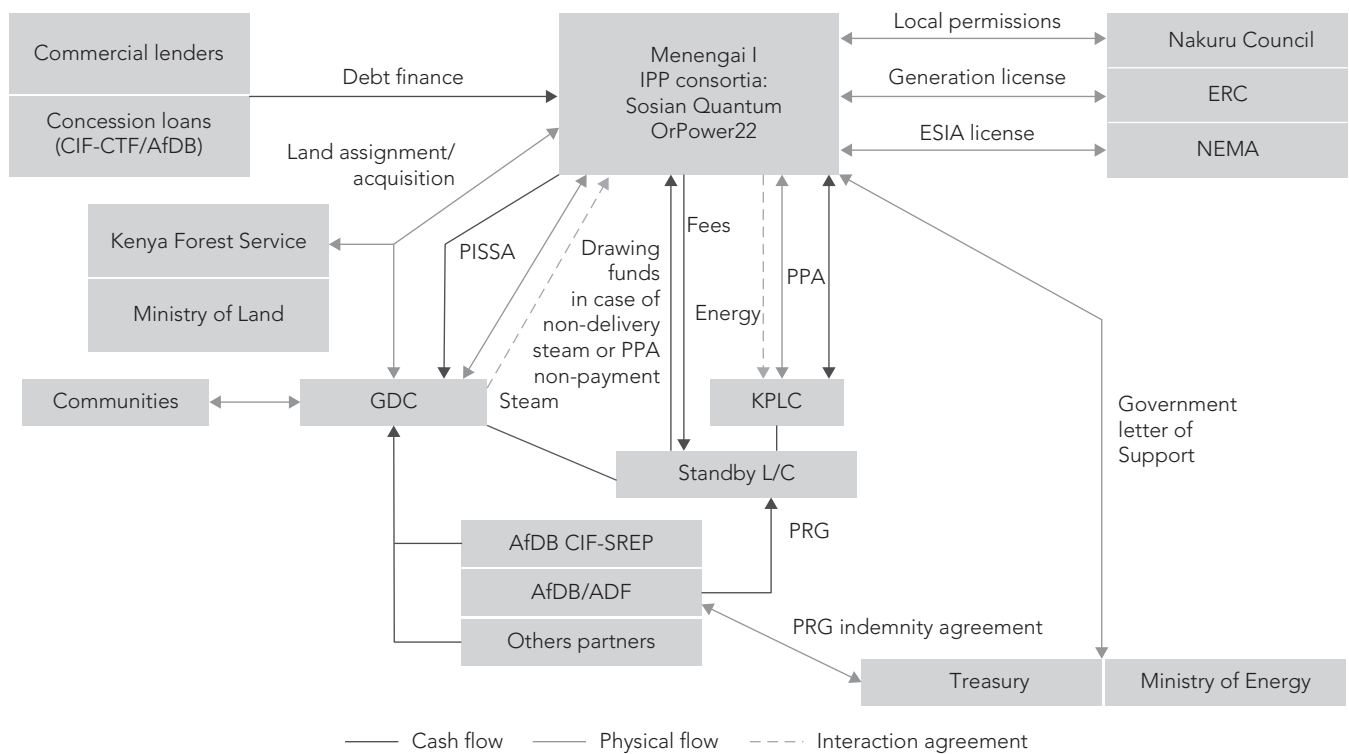 Commercial lenders
Concession loans
(CIF-CTF/AfDB)
Debt finance
Menengai I
IPP consortia:
Sosian Quantum
OrPower22
Local permissions
Generation license
ESIA license
Nakuru Council
ERC
NEMA
Land assignment/
acquisition
Kenya Forest Service
Ministry of Land
PISSA
Drawing
funds
in case of
non-delivery
steam or PPA
non-payment
Fees
Energy
PPA
Communities
GDC
Steam
KPLC
Government
letter of
Support
Standby L/C
PRG
AfDB CIF-SREP
AfDB/ADF
Others partners
PRG indemnity agreement
Treasury
Ministry of Energy
Cash flow
Physical flow
Interaction agreement